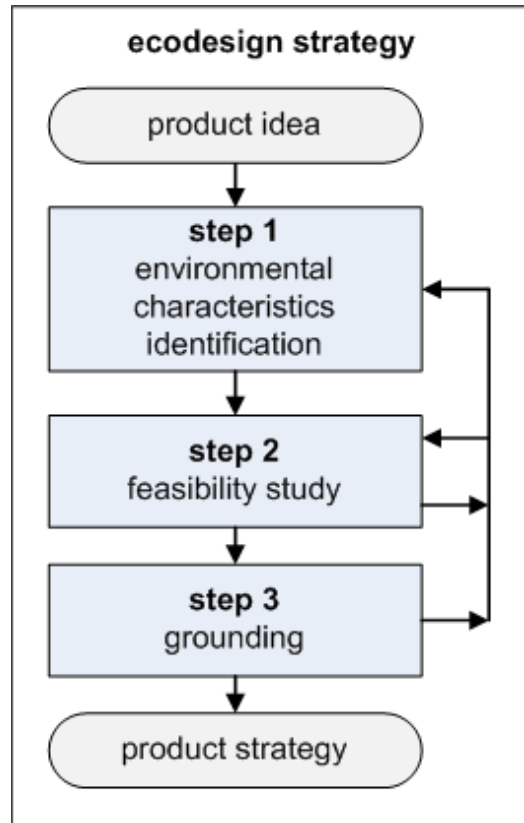 ecodesign strategy
product idea
step 1
environmental
characteristics
identification
step 2
feasibility study
step 3
grounding
product strategy